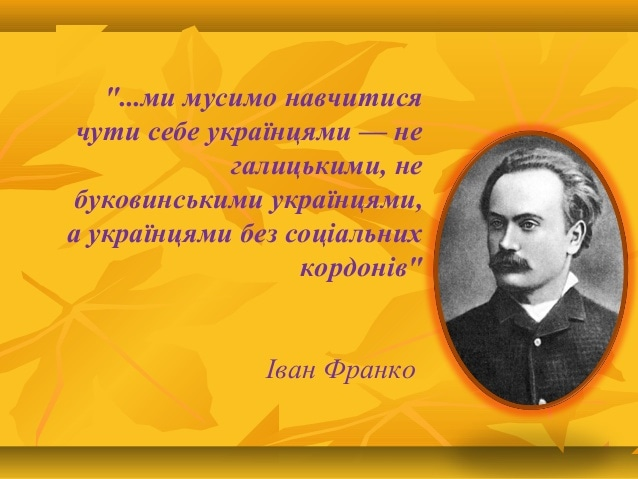 "...ми мусимо навчитися
чути себе українцями — не
галицькими, не
буковинськими українцями,
а українцями без соціальних
кордонів"
Іван Франко